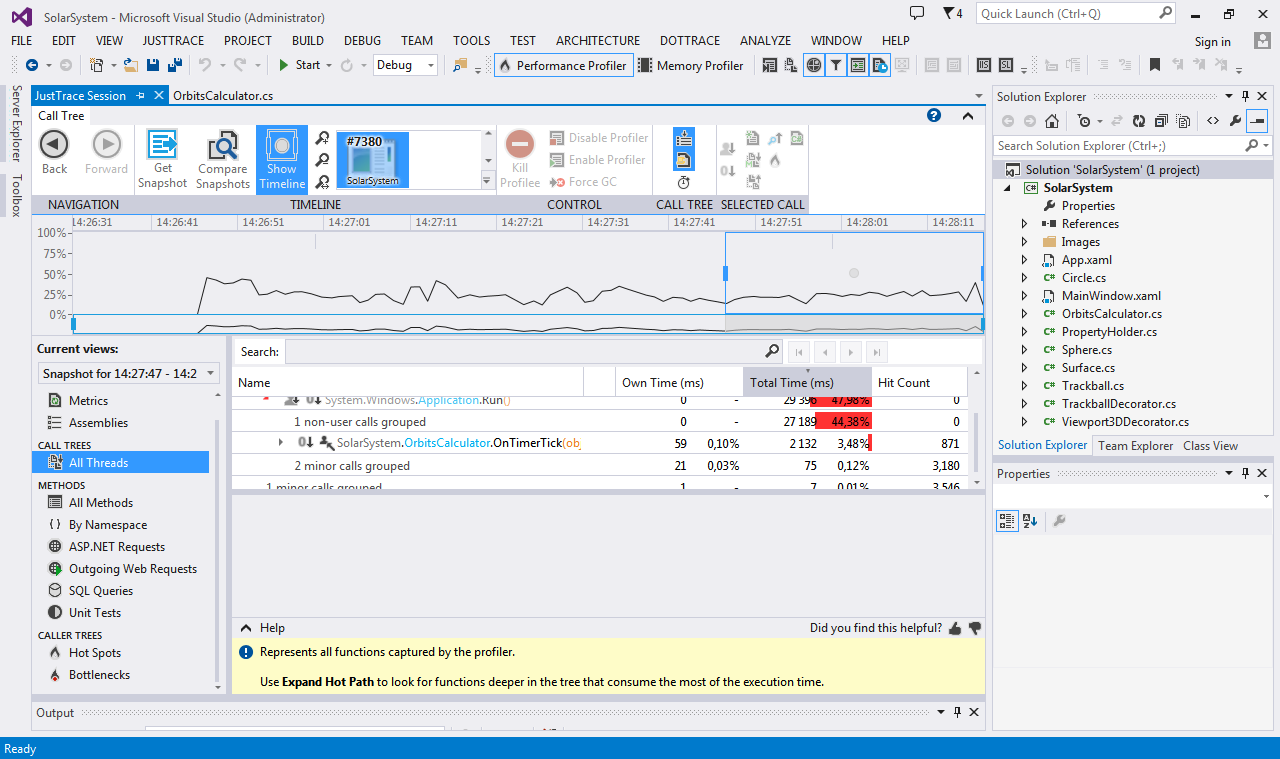 SolarSystem - Microsoft Visual Studio (Administrator)
4
Quick Launch (Ctrl+Q)
FILE EDIT VIEW JUSTTRACE PROJECT BUILD DEBUG TEAM TOOLS TEST ARCHITECTURE DOTTRACE ANALYZE WINDOW HELP
Sign in
Start Debug Performance Profiler Memory Profiler
Server Explorer
Toolbox
JustTrace Session OrbitsCalculator.cs
Call Tree
Back Forward Get Snapshot Compare Snapshots Show Timeline
#7380
SolarSystem
Kill Profilee
Disable Profiler
Enable Profiler
Force GC
NAVIGATION TIMELINE CONTROL CALL TREE SELECTED CALL
14:26:31 14:26:41 14:26:51 14:27:01 14:27:11 14:27:21 14:27:31 14:27:41 14:27:51 14:28:01 14:28:11
100%
75%
50%
25%
0%
Current views:
Snapshot for 14:27:47 - 14:2
Metrics
Assemblies
CALL TREES
All Threads
METHODS
All Methods
By Namespace
ASP.NET Requests
Outgoing Web Requests
SQL Queries
Unit Tests
CALLER TREES
Hot Spots
Bottlenecks
Search:
Name Own Time (ms) Total Time (ms) Hit Count
System.Windows.Application.Run() 0 - 29 396 47,98% 0
1 non-user calls grouped 0 - 27 189 44,38% 0
SolarSystem.OrbitsCalculator.OnTimerTick(obj 59 0,10% 2 132 3,48% 871
2 minor calls grouped 21 0,03% 75 0,12% 3,180
1 minor calls grouped 1 - 7 0,01% 3,546
Help
Did you find this helpful?
Represents all functions captured by the profiler.
Use Expand Hot Path to look for functions deeper in the tree that consume the most of the execution time.
Output
Solution Explorer
Search Solution Explorer (Ctrl+;)
Solution 'SolarSystem' (1 project)
SolarSystem
Properties
References
Images
App.xaml
Circle.cs
MainWindow.xaml
OrbitsCalculator.cs
PropertyHolder.cs
Sphere.cs
Surface.cs
Trackball.cs
TrackballDecorator.cs
Viewport3DDecorator.cs
Solution Explorer Team Explorer Class View
Properties
Ready